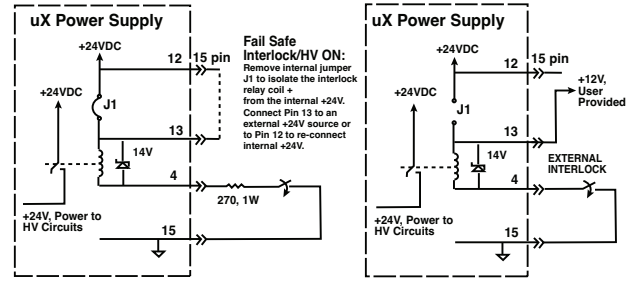 uX Power Supply
+24VDC
12
15 pin
+24VDC
J1
13
14V
4
270, 1W
+24V, Power to
HV Circuits
15
Fail Safe
Interlock/HV ON:
Remove internal jumper
J1 to isolate the interlock
relay coil +
from the internal +24V.
Connect Pin 13 to an
external +24V source or
to Pin 12 to re-connect
internal +24V.
uX Power Supply
+24VDC
12
15 pin
+12V,
User
Provided
+24VDC
J1
13
14V
EXTERNAL
INTERLOCK
4
+24V, Power to
HV Circuits
15